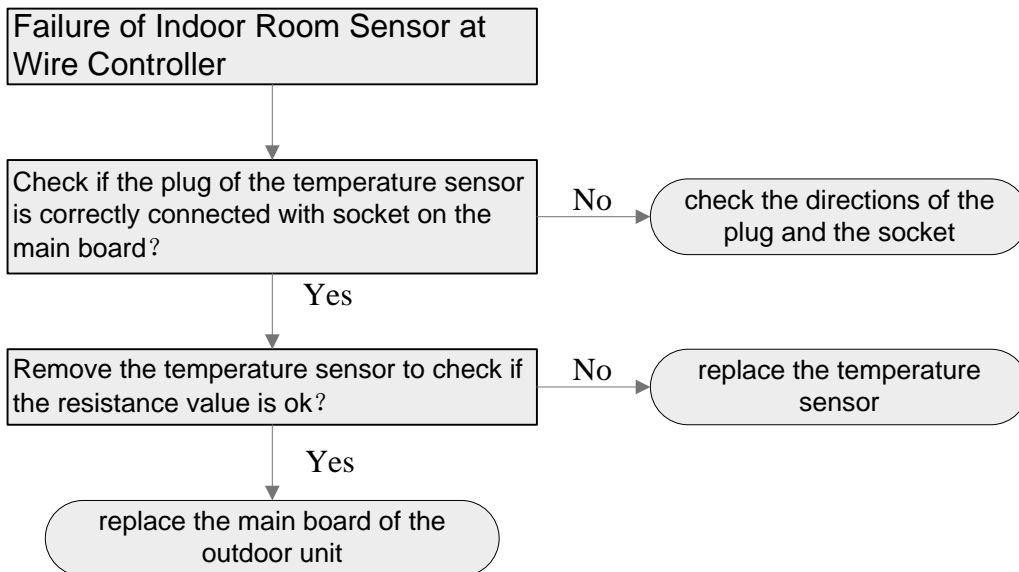 Failure of Indoor Room Sensor at
Wire Controller
Check if the plug of the temperature sensor
is correctly connected with socket on the
main board？
No
check the directions of the
plug and the socket
Yes
Remove the temperature sensor to check if
the resistance value is ok？
No
replace the temperature
sensor
Yes
replace the main board of the
outdoor unit